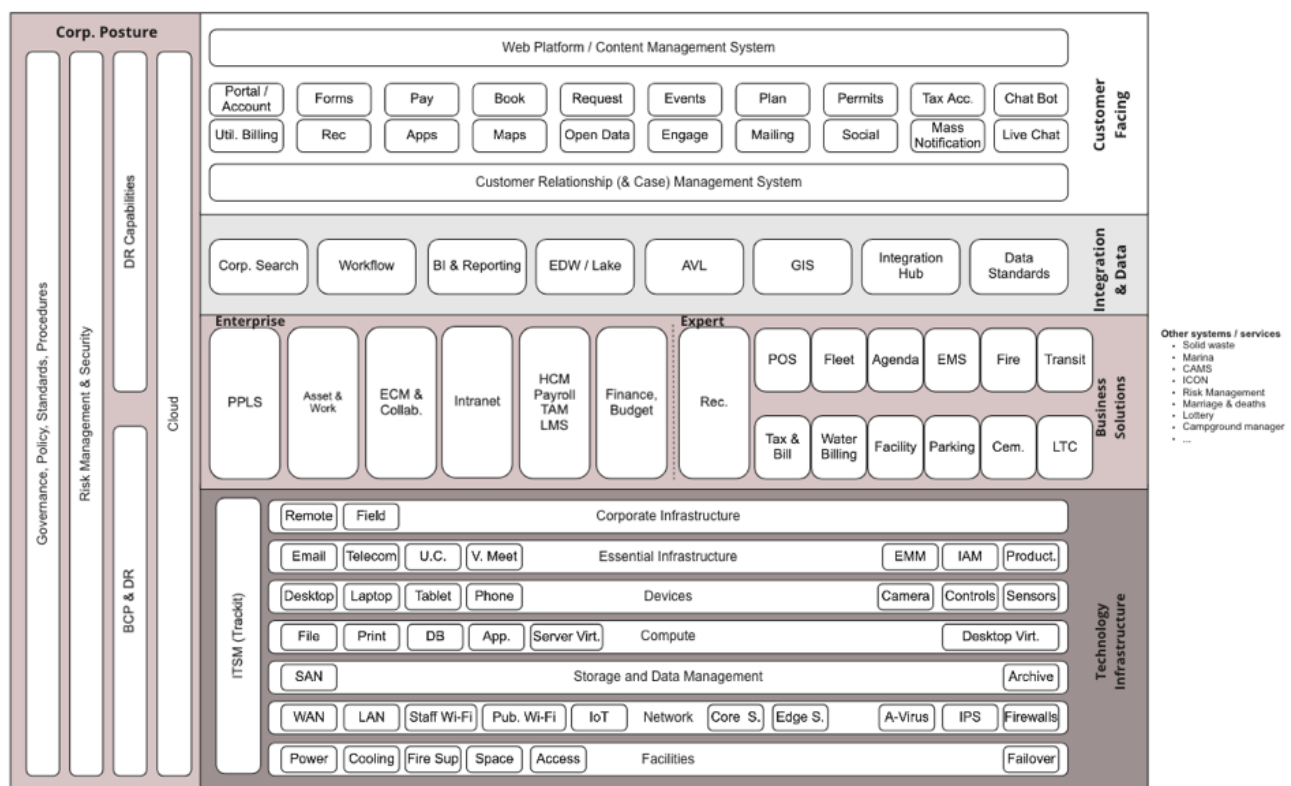 Corp. Posture
Governance, Policy, Standards, Procedures
Risk Management & Security
DR Capabilities
BCP & DR
Cloud
Web Platform / Content Management System
Portal /
Account
Forms
Pay
Book
Request
Events
Plan
Permits
Tax Acc.
Chat Bot
Util. Billing
Rec
Apps
Maps
Open Data
Engage
Mailing
Social
Mass
Notification
Live Chat
Customer Relationship (& Case) Management System
Customer
Facing
Corp. Search
Workflow
BI & Reporting
EDW / Lake
AVL
GIS
Integration
Hub
Data
Standards
Integration
& Data
Enterprise
PPLS
Asset &
Work
ECM &
Collab.
Intranet
HCM
Payroll
TAM
LMS
Finance,
Budget
Expert
Rec.
POS
Fleet
Agenda
EMS
Fire
Transit
Tax &
Bill
Water
Billing
Facility
Parking
Cem.
LTC
Business
Solutions
Other systems / services
• Solid waste
• Marina
• CAMS
• ICON
• Risk Management
• Marriage & deaths
• Lottery
• Campground manager
• ...
ITSM (Trackit)
Remote
Field
Corporate Infrastructure
Email
Telecom
U.C.
V. Meet
Essential Infrastructure
EMM
IAM
Product.
Desktop
Laptop
Tablet
Phone
Devices
Camera
Controls
Sensors
File
Print
DB
App.
Server Virt.
Compute
Desktop Virt.
SAN
Storage and Data Management
Archive
WAN
LAN
Staff Wi-Fi
Pub. Wi-Fi
IoT
Network
Core S.
Edge S.
A-Virus
IPS
Firewalls
Power
Cooling
Fire Sup
Space
Access
Facilities
Failover
Technology
Infrastructure